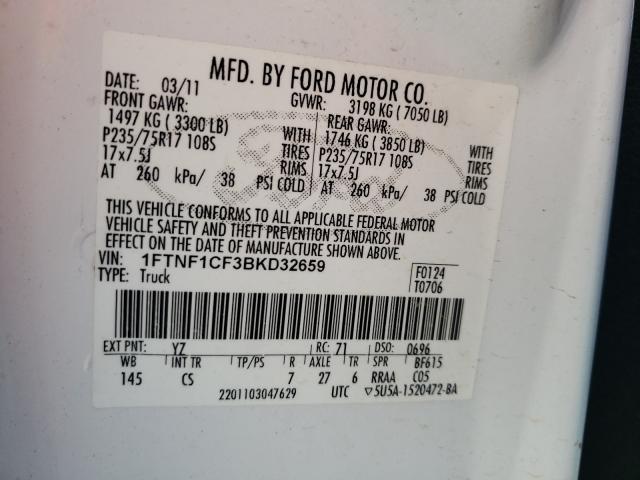 MFD. BY FORD MOTOR CO.
DATE: 03/11 GVWR: 3198 KG ( 7050 LB)
FRONT GAWR: REAR GAWR:
1497 KG ( 3300 LB) WITH 1746 KG ( 3850 LB) WITH
P235/75R17 108S TIRES P235/75R17 108S TIRES
17x7.5J RIMS 17x7.5J RIMS
AT 260 kPa/ 38 PSI COLD AT 260 kPa/ 38 PSI COLD
THIS VEHICLE CONFORMS TO ALL APPLICABLE FEDERAL MOTOR
VEHICLE SAFETY AND THEFT PREVENTION STANDARDS IN
EFFECT ON THE DATE OF MANUFACTURE SHOWN ABOVE.
VIN: 1FTNF1CF3BKD32659 F0124
TYPE: Truck T0706
EXT PNT: YZ RC: 71 DSO: 0696
WB INT TR TP/PS R AXLE TR SPR BF615
145 CS 7 27 6 RRAA C05
2201103047629 UTC ▽5U5A-1520472-BA